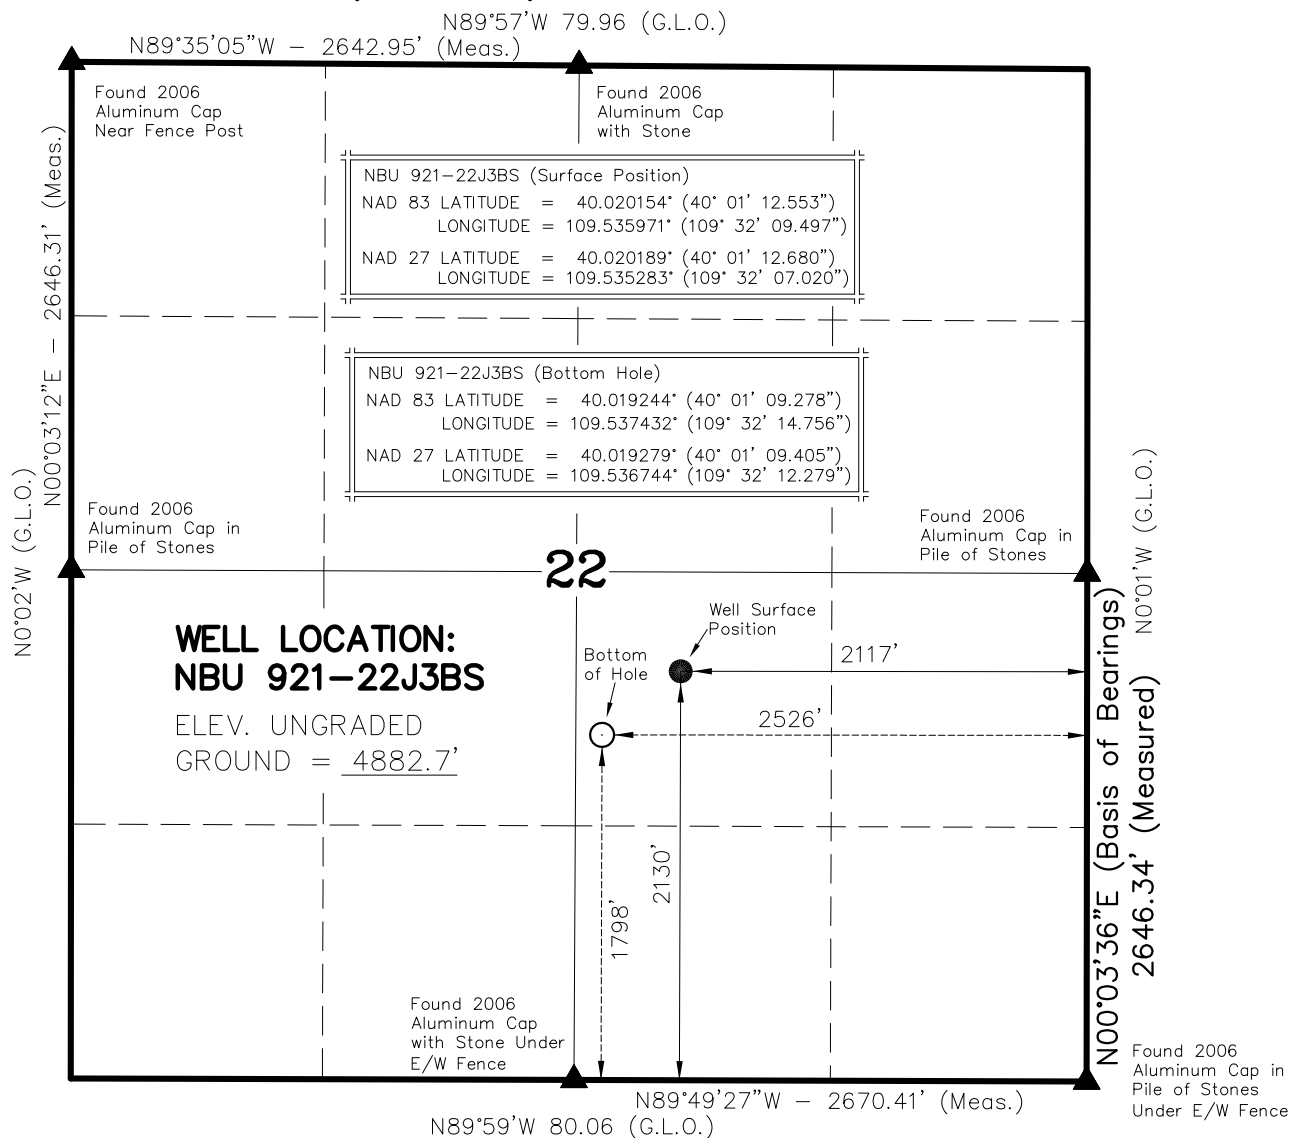 N89°57'W 79.96 (G.L.O.)
N89°35'05"W - 2642.95' (Meas.)
Found 2006
Aluminum Cap
Near Fence Post
Found 2006
Aluminum Cap
with Stone
N00°03'12"E - 2646.31' (Meas.)
N0°02'W (G.L.O.)
NBU 921-22J3BS (Surface Position)
NAD 83 LATITUDE = 40.020154° (40° 01' 12.553")
LONGITUDE = 109.535971° (109° 32' 09.497")
NAD 27 LATITUDE = 40.020189° (40° 01' 12.680")
LONGITUDE = 109.535283° (109° 32' 07.020")
NBU 921-22J3BS (Bottom Hole)
NAD 83 LATITUDE = 40.019244° (40° 01' 09.278")
LONGITUDE = 109.537432° (109° 32' 14.756")
NAD 27 LATITUDE = 40.019279° (40° 01' 09.405")
LONGITUDE = 109.536744° (109° 32' 12.279")
Found 2006
Aluminum Cap in
Pile of Stones
Found 2006
Aluminum Cap in
Pile of Stones
N0°01'W (G.L.O.)
22
WELL LOCATION:
NBU 921-22J3BS
ELEV. UNGRADED
GROUND = 4882.7'
Well Surface
Position
Bottom
of Hole
2117'
2526'
2130'
1798'
N00°03'36"E (Basis of Bearings)
2646.34' (Measured)
Found 2006
Aluminum Cap
with Stone Under
E/W Fence
Found 2006
Aluminum Cap in
Pile of Stones
Under E/W Fence
N89°49'27"W - 2670.41' (Meas.)
N89°59'W 80.06 (G.L.O.)